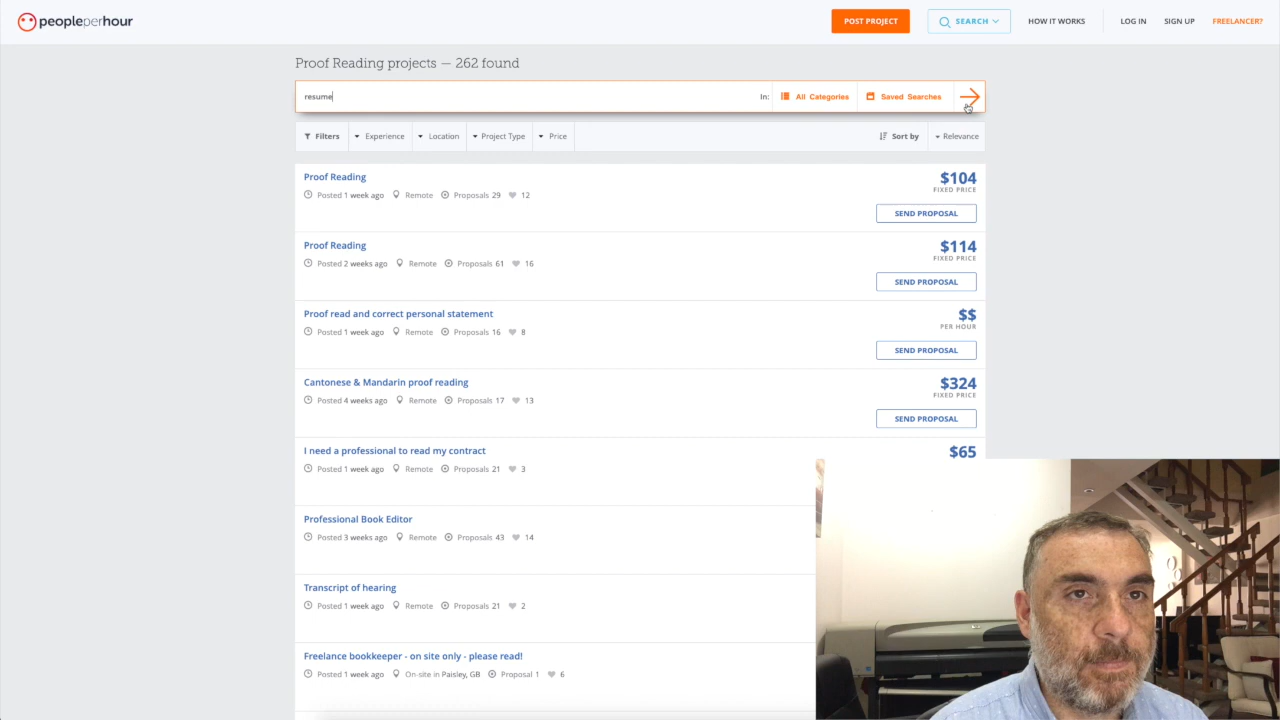 peopleperhour
POST PROJECT
SEARCH
HOW IT WORKS
LOG IN
SIGN UP
FREELANCER?
Proof Reading projects — 262 found
resume
In:
All Categories
Saved Searches
Filters
Experience
Location
Project Type
Price
Sort by
Relevance
Proof Reading
$104
FIXED PRICE
Posted 1 week ago Remote Proposals 29 12
SEND PROPOSAL
Proof Reading
$114
FIXED PRICE
Posted 2 weeks ago Remote Proposals 61 16
SEND PROPOSAL
Proof read and correct personal statement
$$
PER HOUR
Posted 1 week ago Remote Proposals 16 8
SEND PROPOSAL
Cantonese & Mandarin proof reading
$324
FIXED PRICE
Posted 4 weeks ago Remote Proposals 17 13
SEND PROPOSAL
I need a professional to read my contract
$65
Posted 1 week ago Remote Proposals 21 3
Professional Book Editor
Posted 3 weeks ago Remote Proposals 43 14
Transcript of hearing
Posted 1 week ago Remote Proposals 21 2
Freelance bookkeeper - on site only - please read!
Posted 1 week ago On-site in Paisley, GB Proposal 1 6